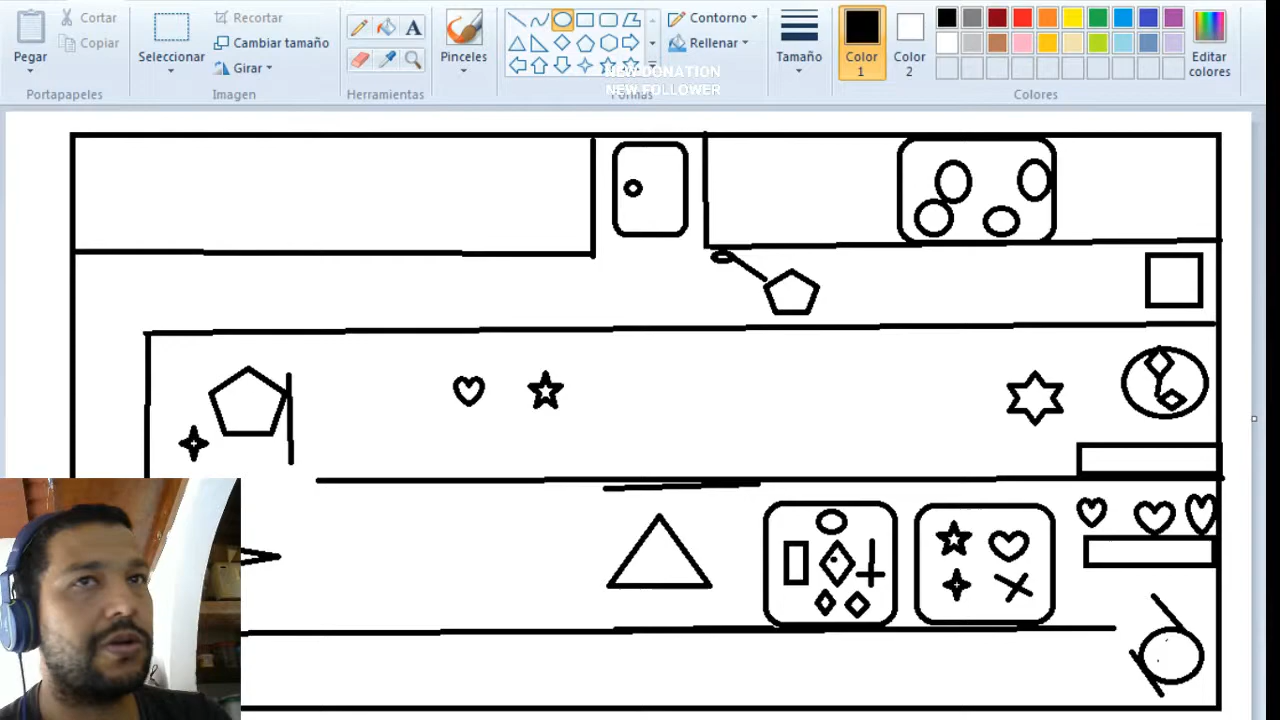 Pegar
Cortar
Copiar
Portapapeles
Seleccionar
Recortar
Cambiar tamaño
Girar
Imagen
A
Herramientas
Pinceles
Contorno
Rellenar
NEW DONATION
NEW FOLLOWER
Formas
Tamaño
Color
1
Color
2
Editar
colores
Colores